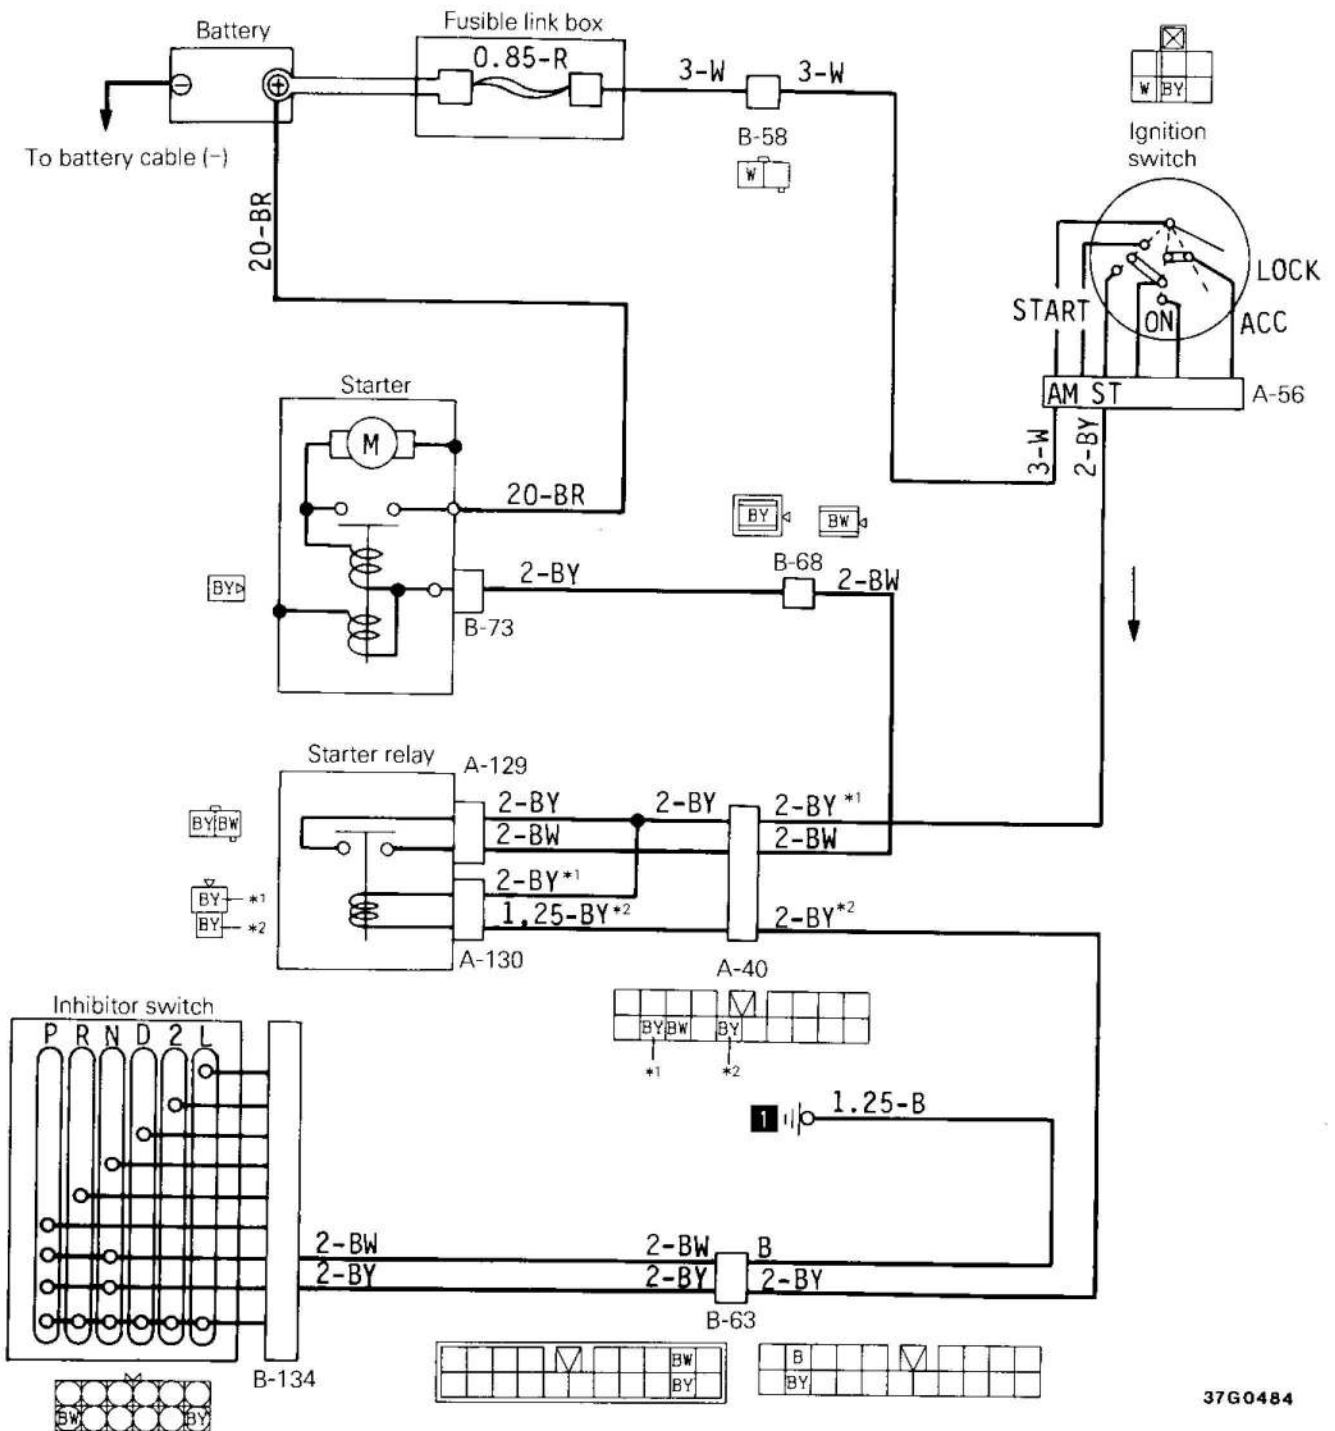 Battery
Fusible link box
0.85-R
3-W
3-W
B-58
W
To battery cable (−)
20-BR
W BY
Ignition switch
LOCK
START
ON
ACC
AM ST
A-56
3-W
2-BY
Starter
M
20-BR
BY
BW
B-68
2-BY
2-BW
BY
B-73
Starter relay
A-129
2-BY
2-BY
2-BY*1
BY BW
2-BW
2-BW
2-BY*1
BY *1
1.25-BY*2
2-BY*2
BY *2
A-130
A-40
BY BW BY
*1 *2
Inhibitor switch
P R N D 2 L
1
1.25-B
2-BW
2-BW
B
2-BY
2-BY
2-BY
B-63
B-134
BW
BY
B
BY
BW BY
37G0484